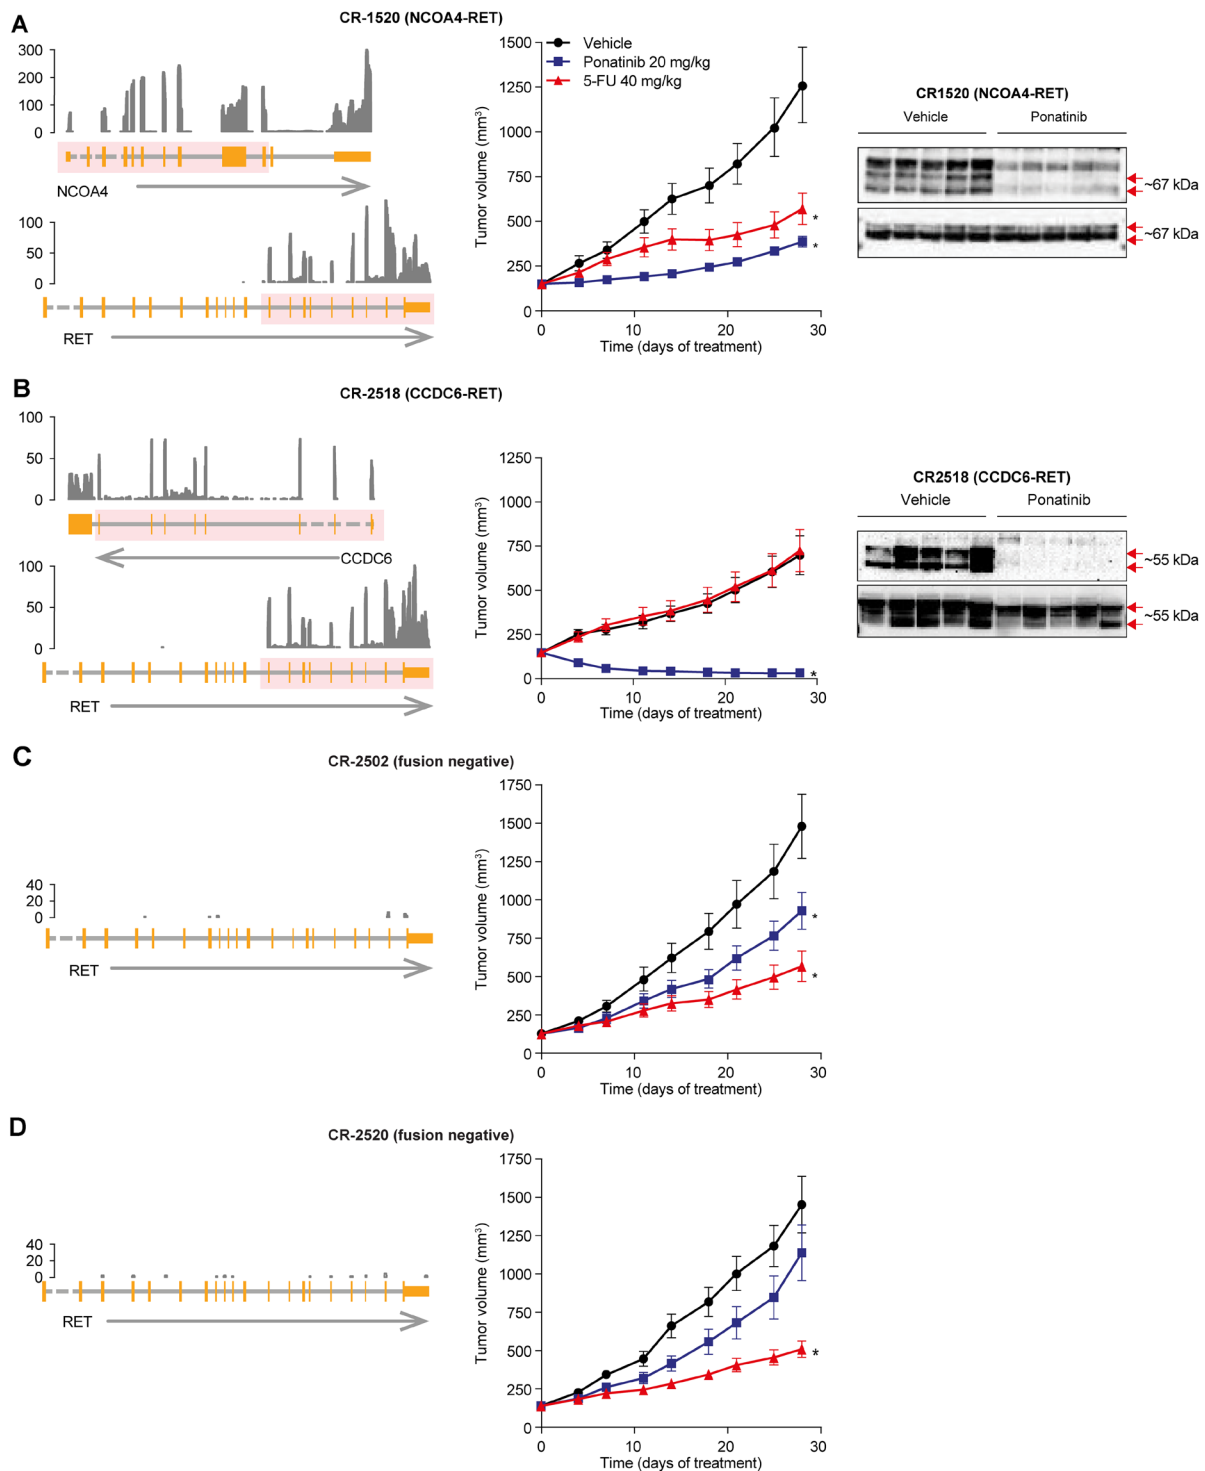 A
CR-1520 (NCOA4-RET)
300
200
100
0
NCOA4
100
50
0
RET
Tumor volume (mm³)
1500
1250
1000
750
500
250
0
Vehicle
Ponatinib 20 mg/kg
5-FU 40 mg/kg
*
*
0 10 20 30
Time (days of treatment)
CR1520 (NCOA4-RET)
Vehicle Ponatinib
~67 kDa
~67 kDa
B
CR-2518 (CCDC6-RET)
100
50
0
CCDC6
100
50
0
RET
Tumor volume (mm³)
1250
1000
750
500
250
0
*
0 10 20 30
Time (days of treatment)
CR2518 (CCDC6-RET)
Vehicle Ponatinib
~55 kDa
~55 kDa
C
CR-2502 (fusion negative)
40
20
0
RET
Tumor volume (mm³)
1750
1500
1250
1000
750
500
250
0
*
*
0 10 20 30
Time (days of treatment)
D
CR-2520 (fusion negative)
40
20
0
RET
Tumor volume (mm³)
1750
1500
1250
1000
750
500
250
0
*
0 10 20 30
Time (days of treatment)